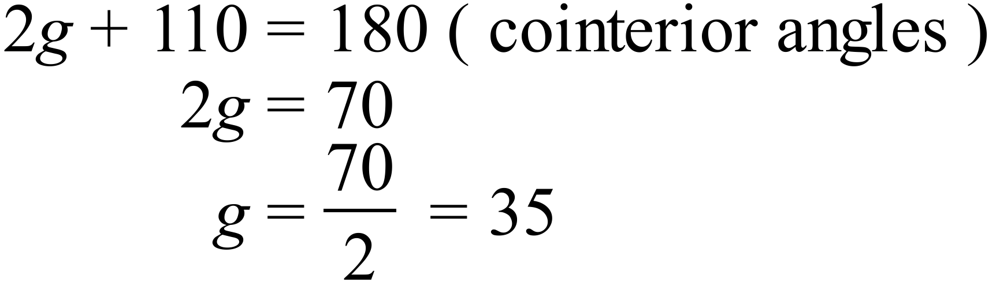 2g + 110 = 180 ( cointerior angles )
2g = 70
g = 70/2 = 35